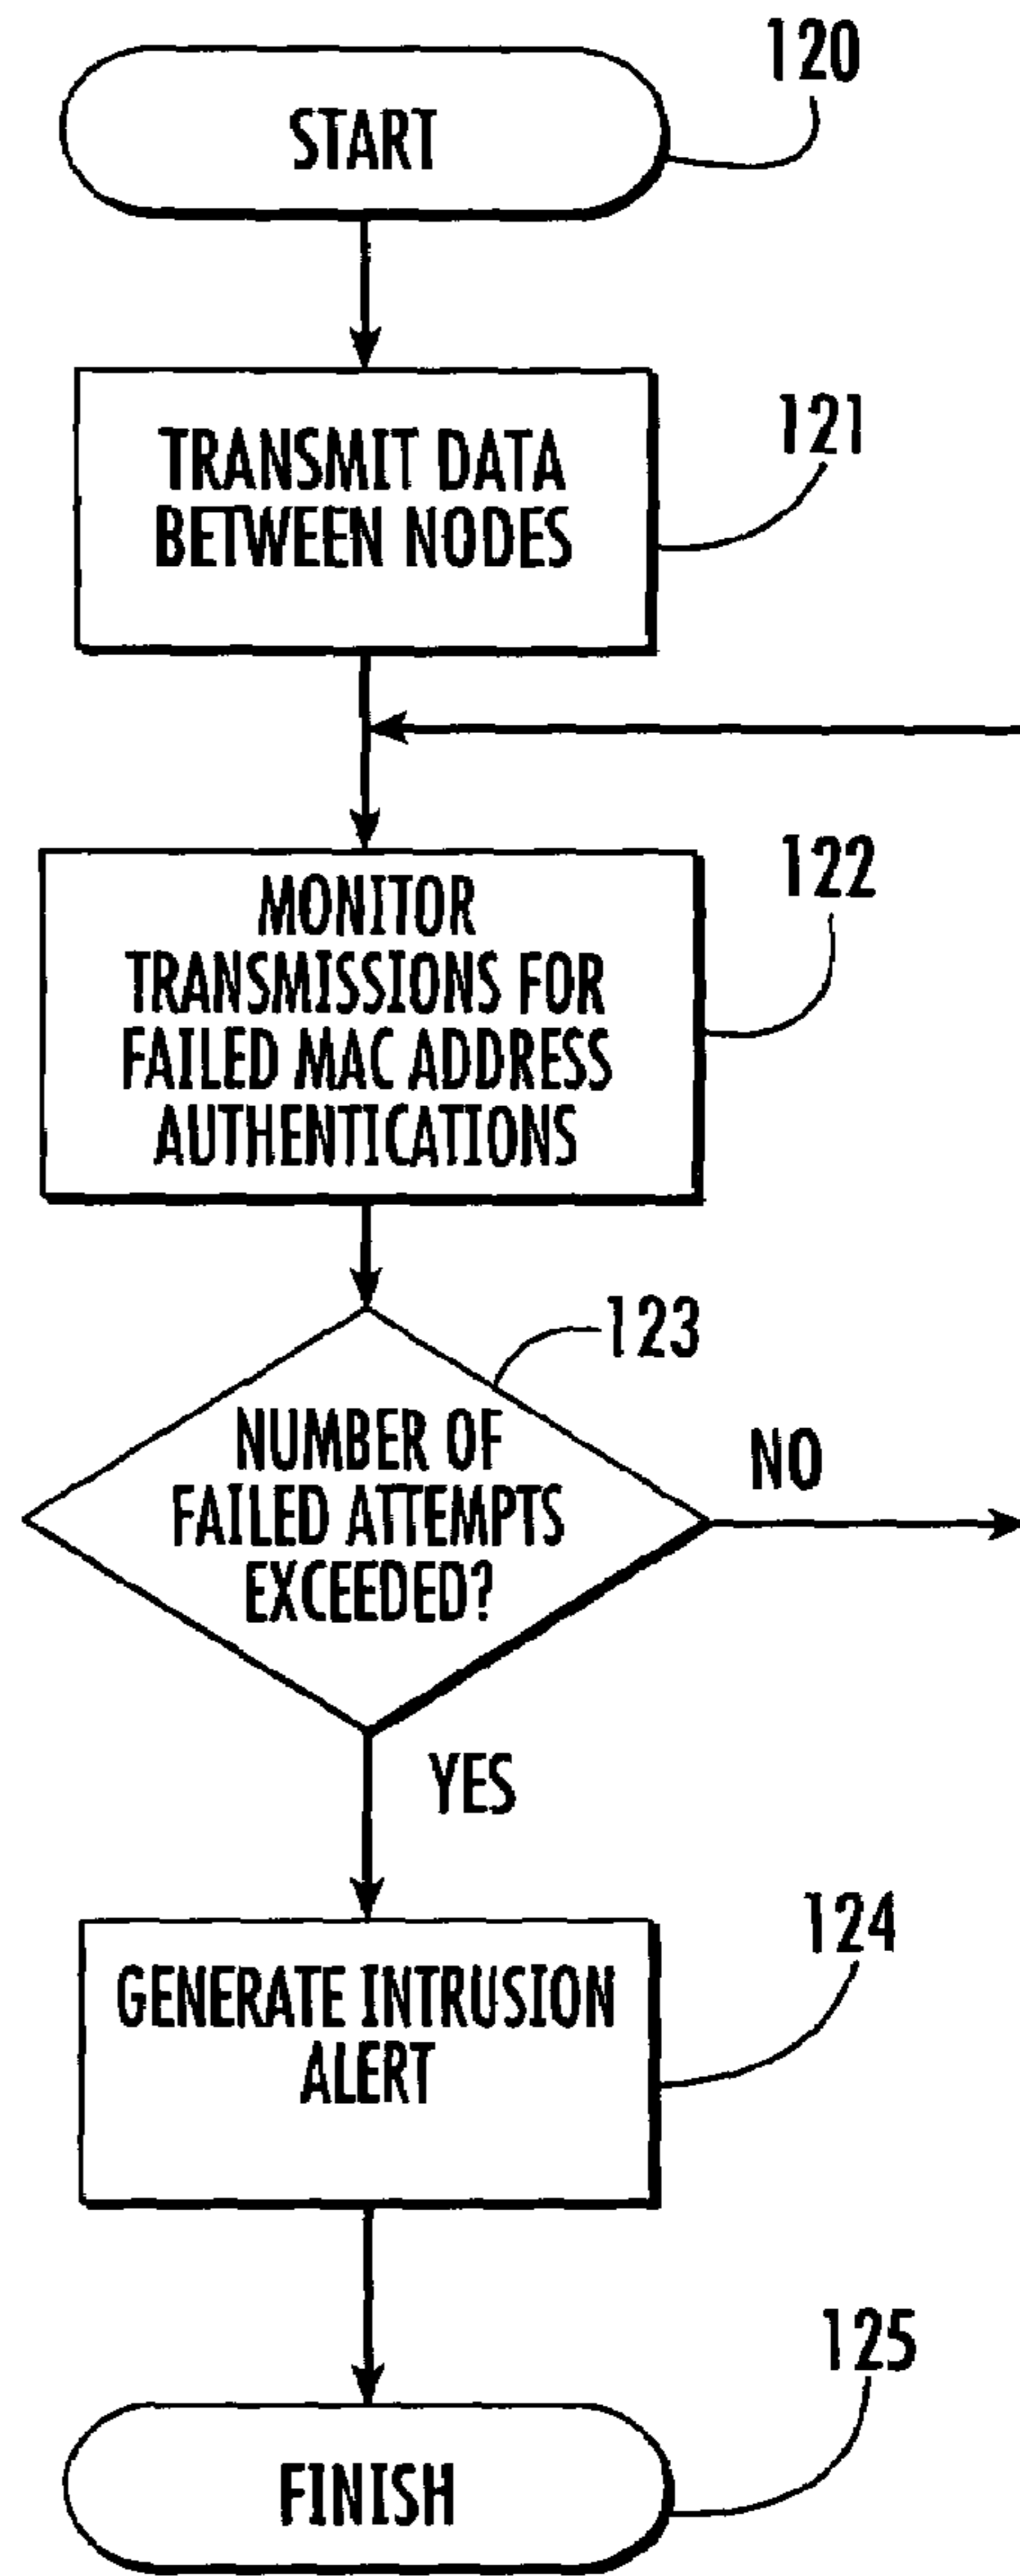 120
START
121
TRANSMIT DATA
BETWEEN NODES
122
MONITOR
TRANSMISSIONS FOR
FAILED MAC ADDRESS
AUTHENTICATIONS
123
NUMBER OF
FAILED ATTEMPTS
EXCEEDED?
NO
YES
124
GENERATE INTRUSION
ALERT
125
FINISH